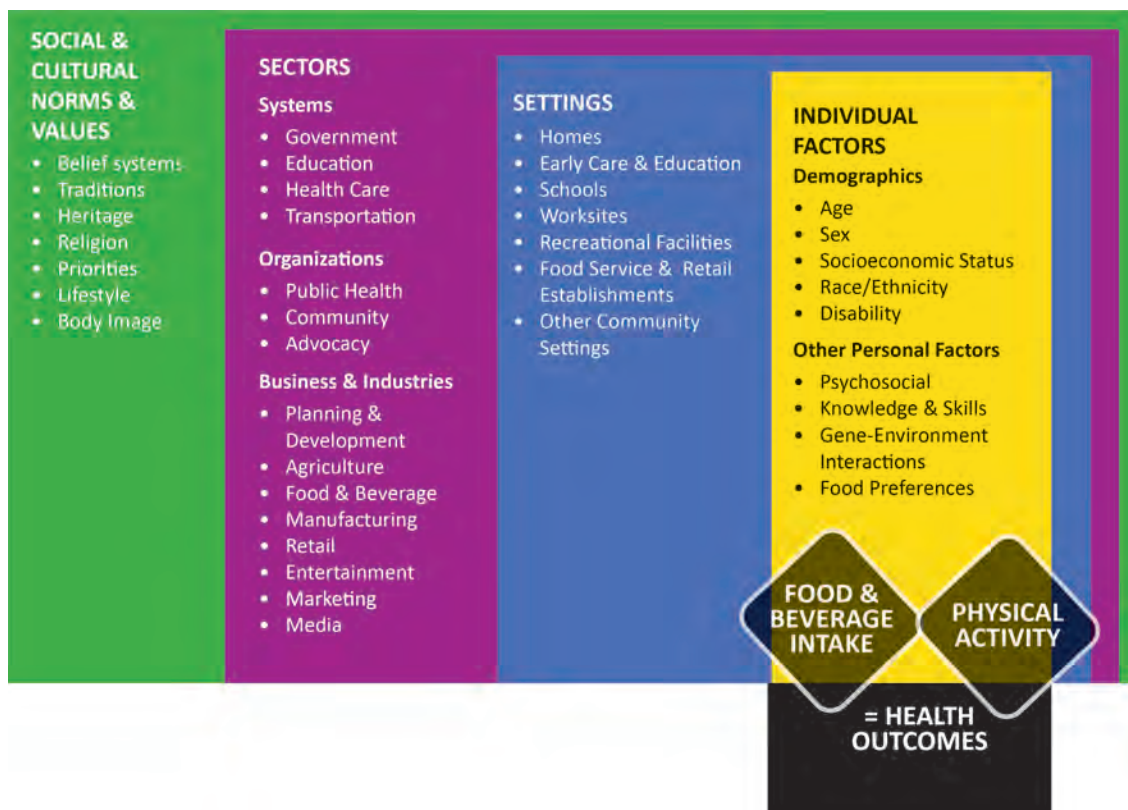 SOCIAL &
CULTURAL
NORMS &
VALUES
• Belief systems
• Traditions
• Heritage
• Religion
• Priorities
• Lifestyle
• Body Image
SECTORS
Systems
• Government
• Education
• Health Care
• Transportation
Organizations
• Public Health
• Community
• Advocacy
Business & Industries
• Planning &
Development
• Agriculture
• Food & Beverage
• Manufacturing
• Retail
• Entertainment
• Marketing
• Media
SETTINGS
• Homes
• Early Care & Education
• Schools
• Worksites
• Recreational Facilities
• Food Service & Retail
Establishments
• Other Community
Settings
INDIVIDUAL
FACTORS
Demographics
• Age
• Sex
• Socioeconomic Status
• Race/Ethnicity
• Disability
Other Personal Factors
• Psychosocial
• Knowledge & Skills
• Gene-Environment
Interactions
• Food Preferences
FOOD &
BEVERAGE
INTAKE
PHYSICAL
ACTIVITY
= HEALTH
OUTCOMES